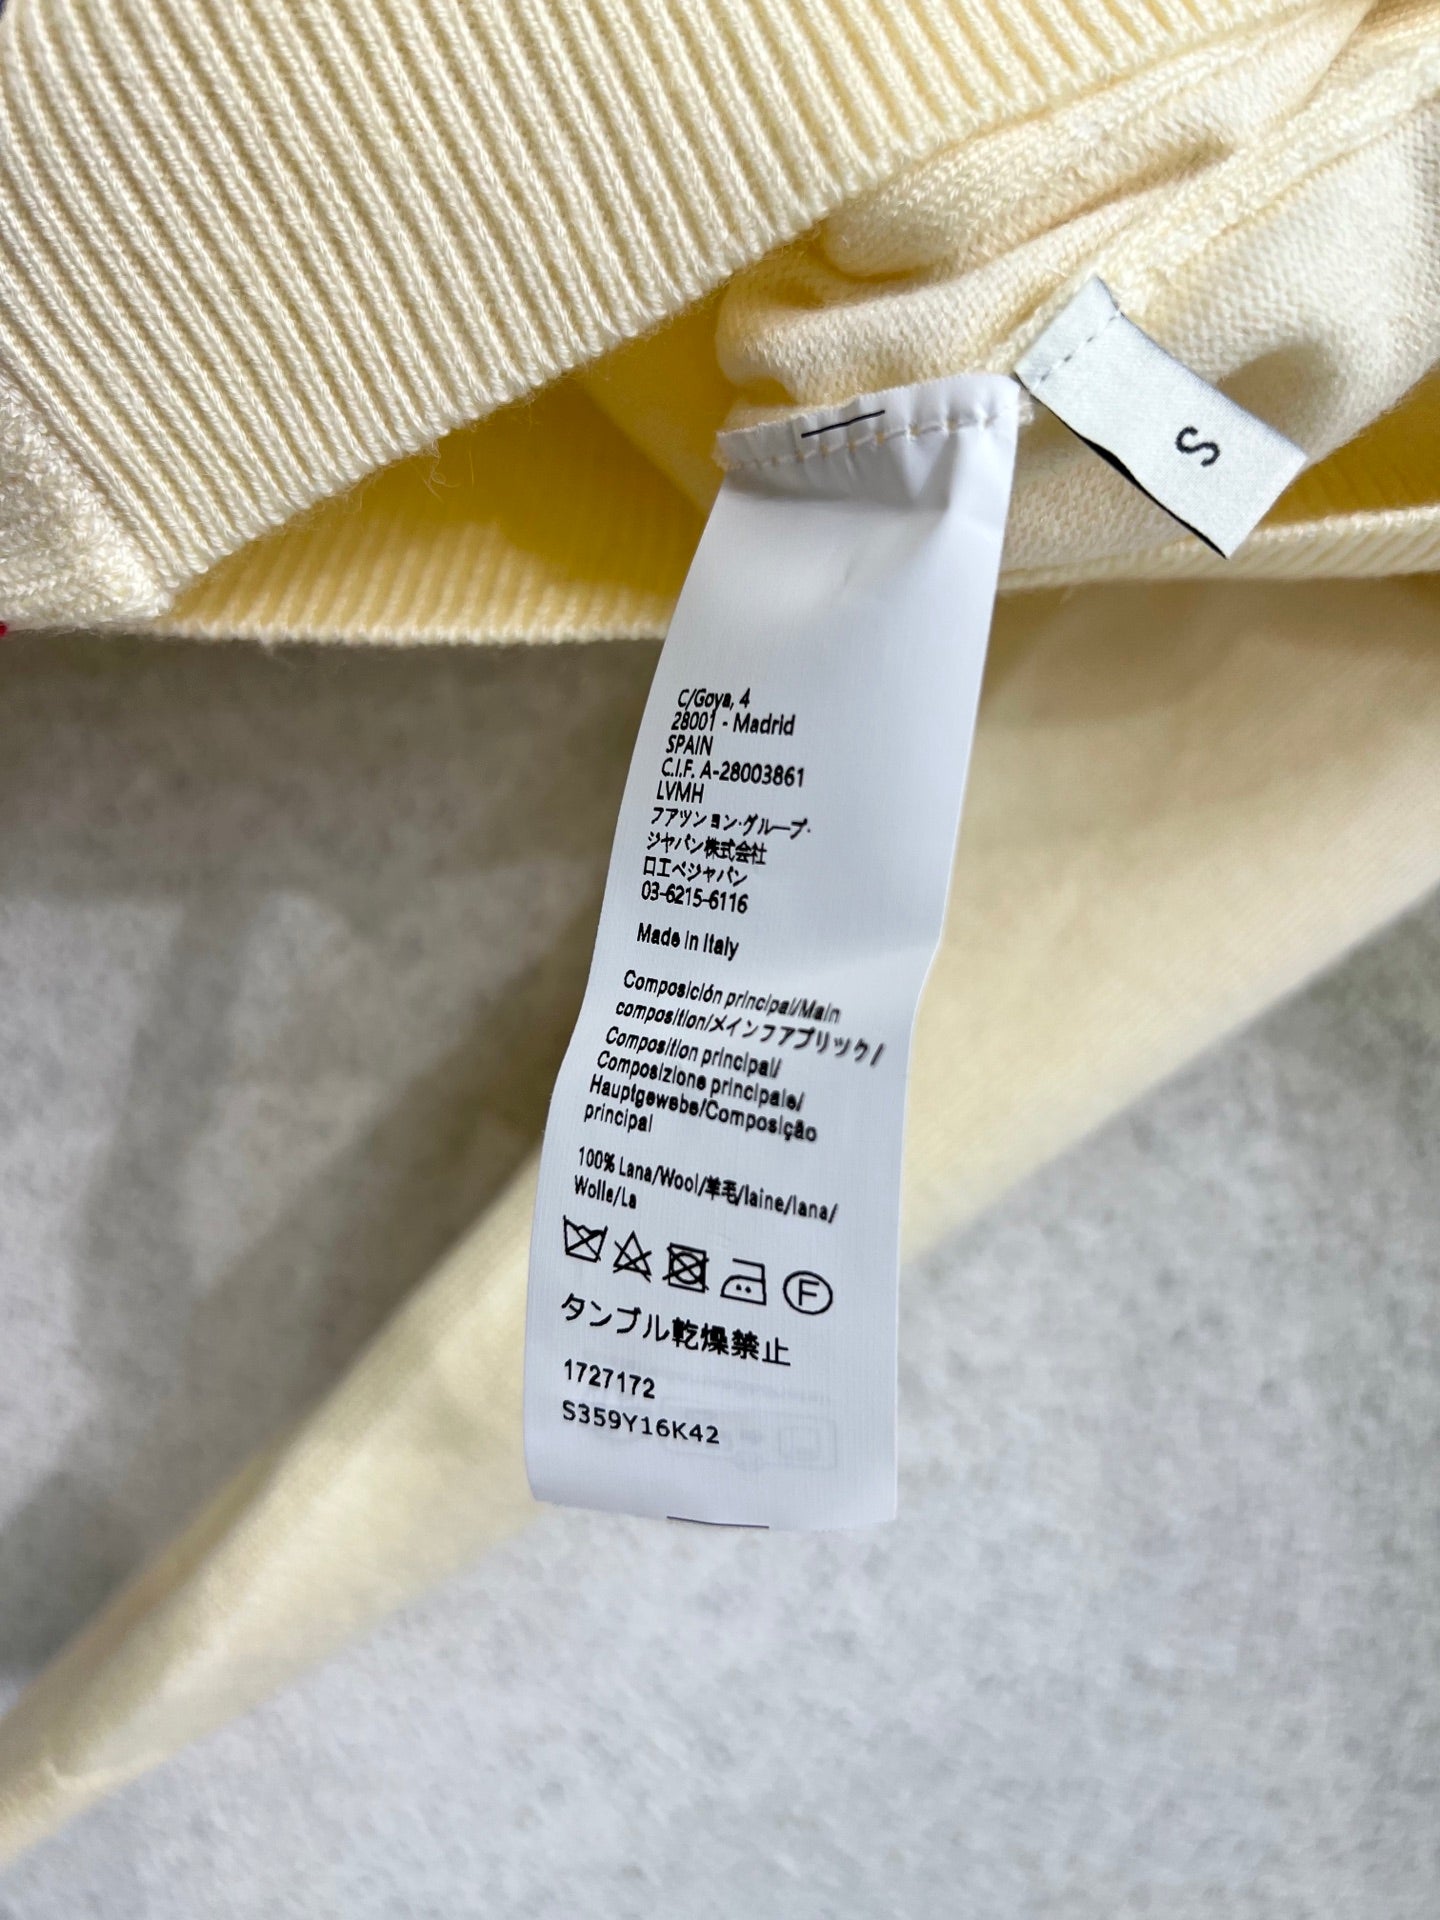 S
C/Goya, 4
28001 - Madrid
SPAIN
C.I.F. A-28003861
LVMH
フアツション・グループ・
ジヤパン株式会社
ロエベジャパン
03-6215-6116
Made in Italy
Composición principal/Main
composition/メインファブリック/
Composition principal/
Composizione principale/
Hauptgewebe/Composição
principal
100% Lana/Wool/羊毛/laine/lana/
Wolle/La
F
タンブル乾燥禁止
1727172
S359Y16K42